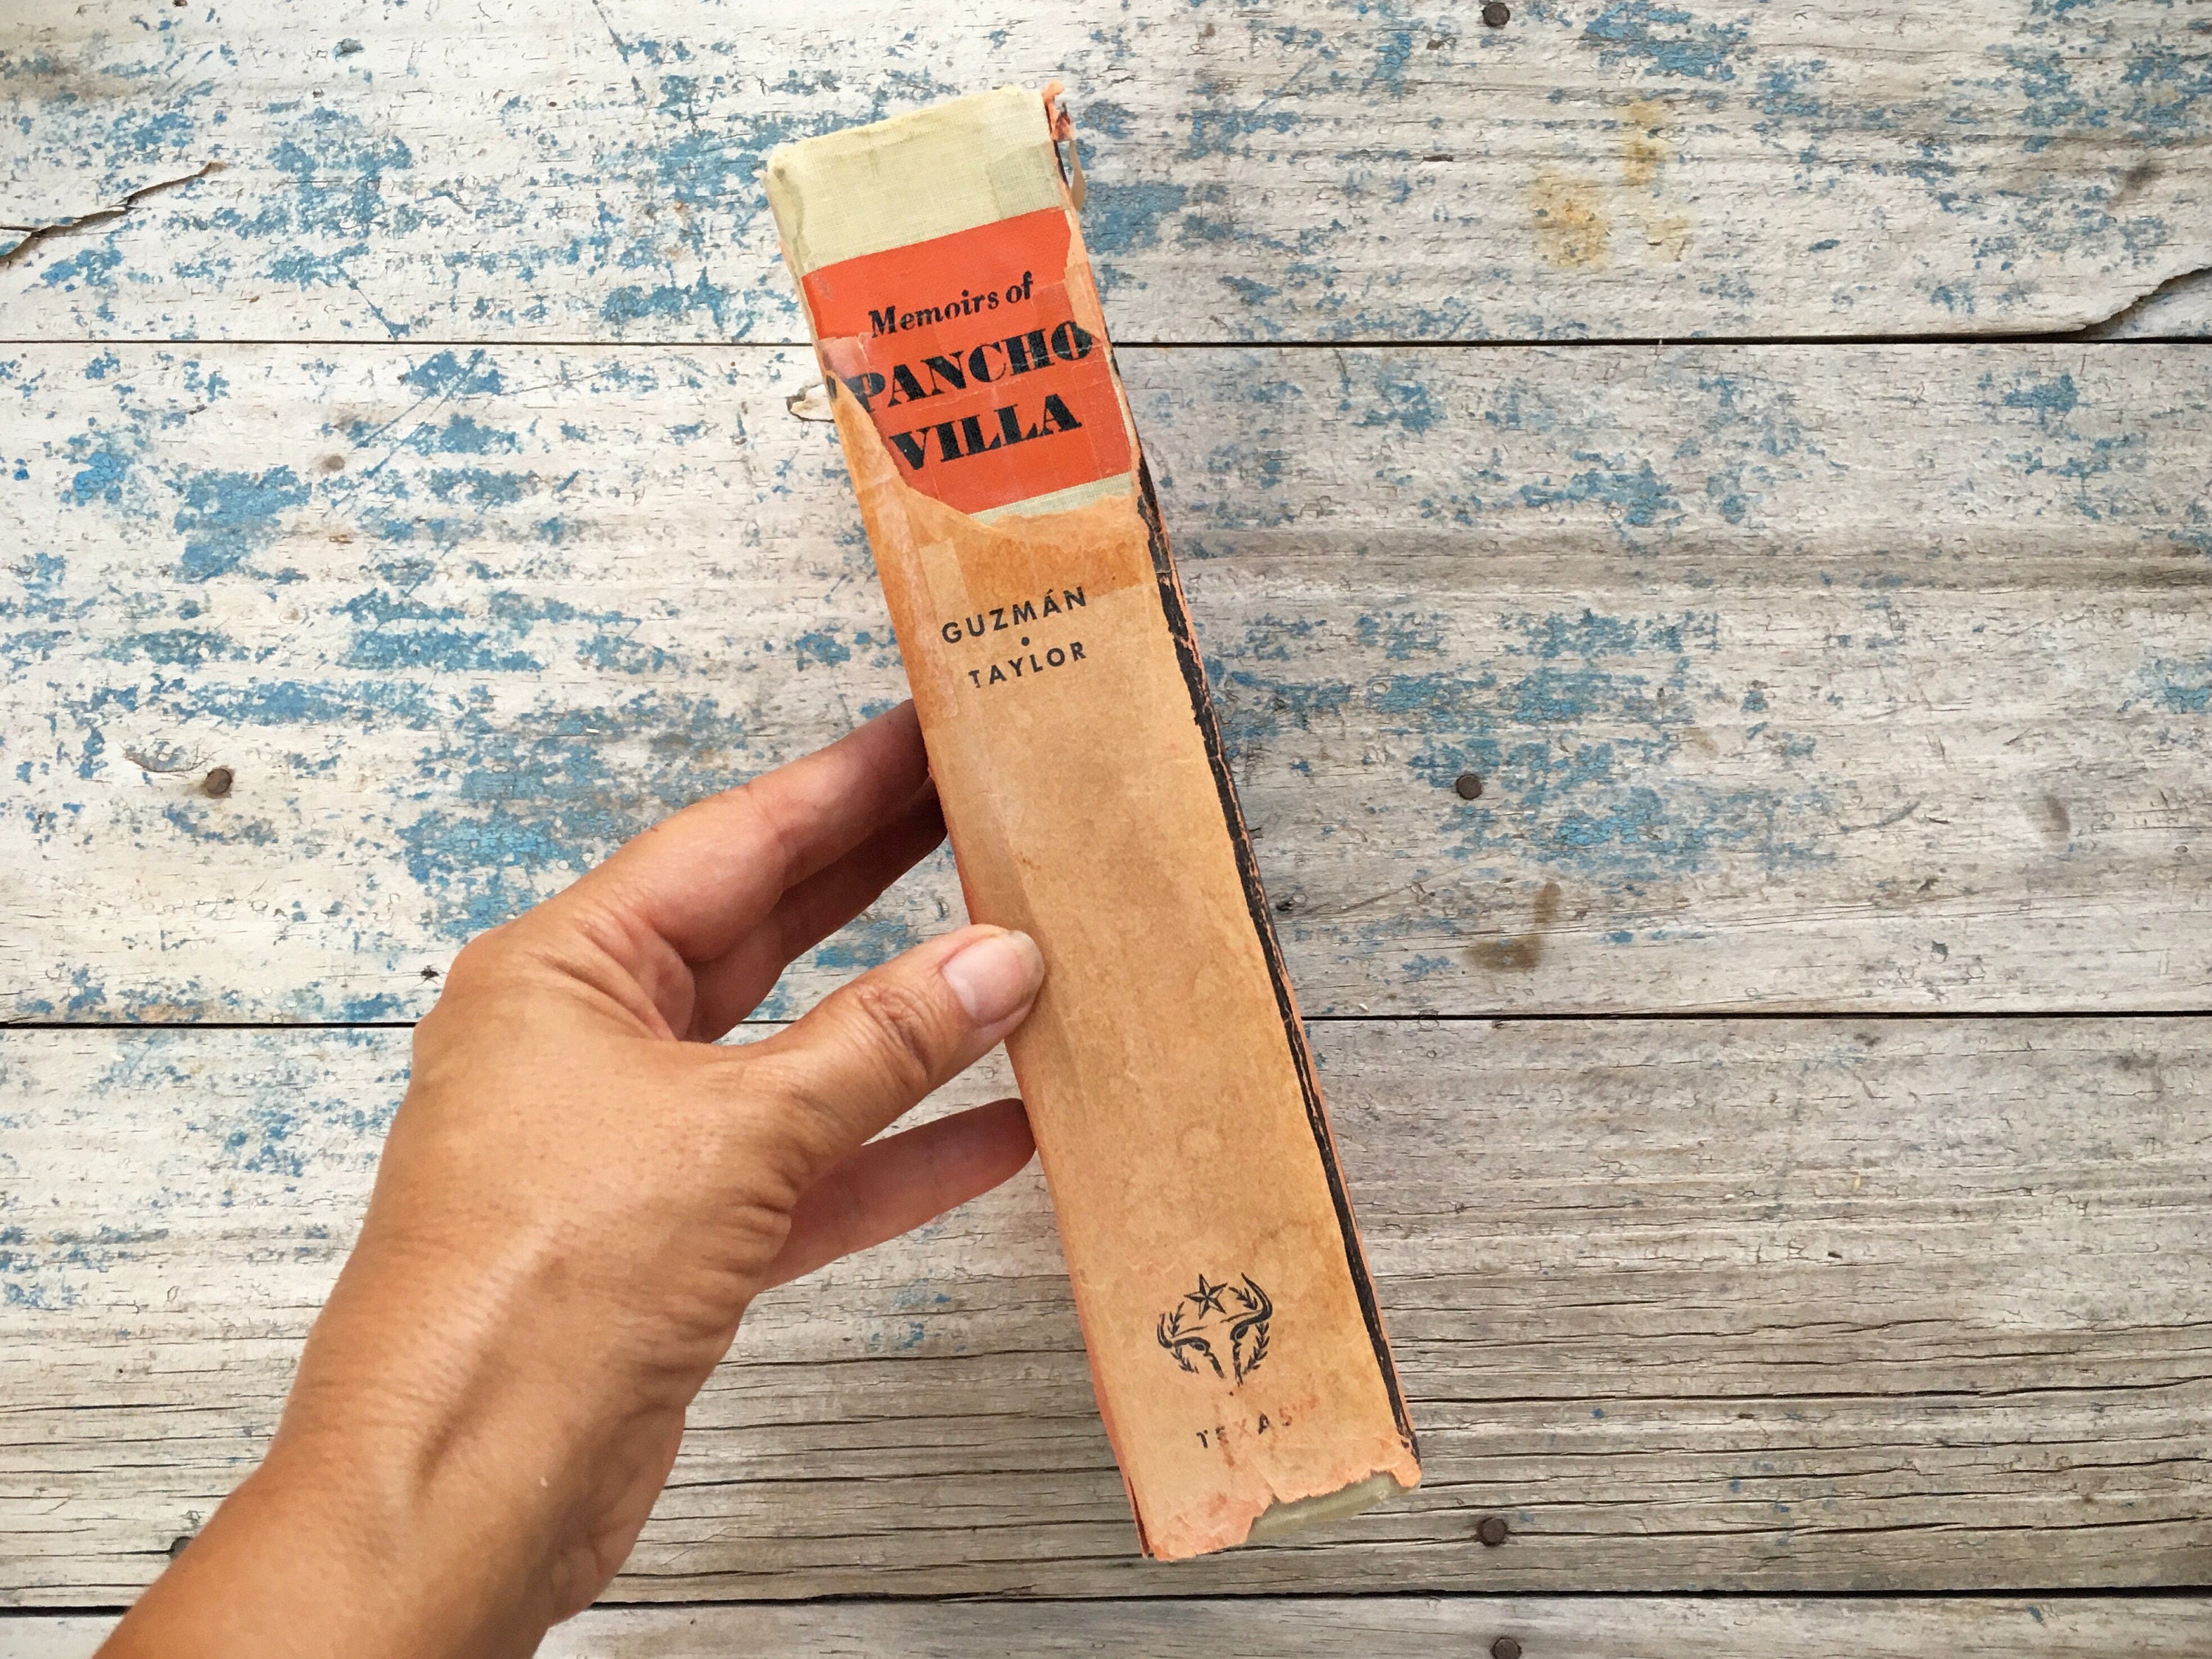 Memoirs of
PANCHO
VILLA
GUZMÁN
•
TAYLOR
TEXAS